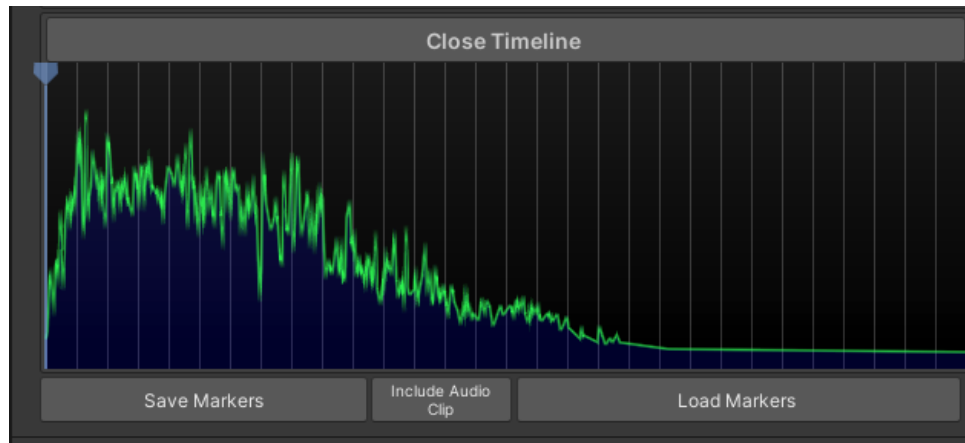 Close Timeline
Save Markers
Include Audio
Clip
Load Markers